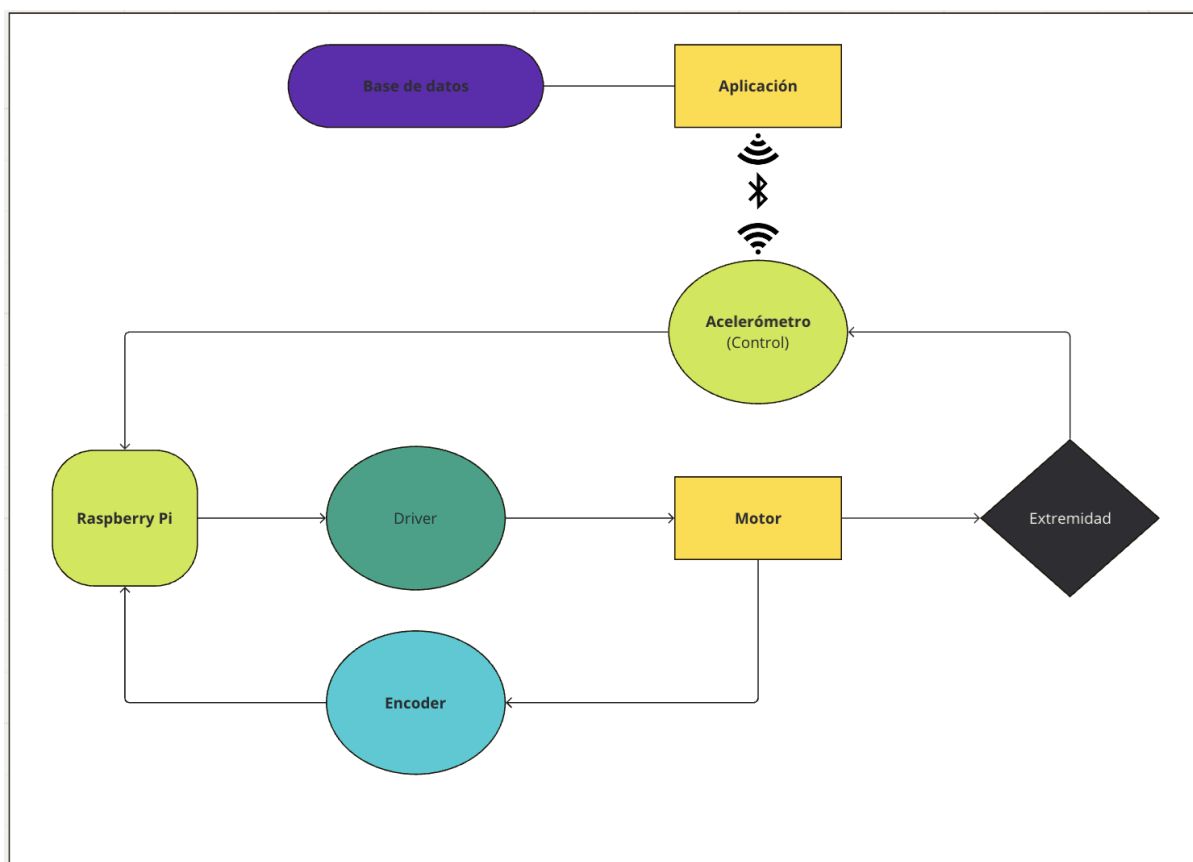 Base de datos
Aplicación
Acelerómetro
(Control)
Raspberry Pi
Driver
Motor
Extremidad
Encoder